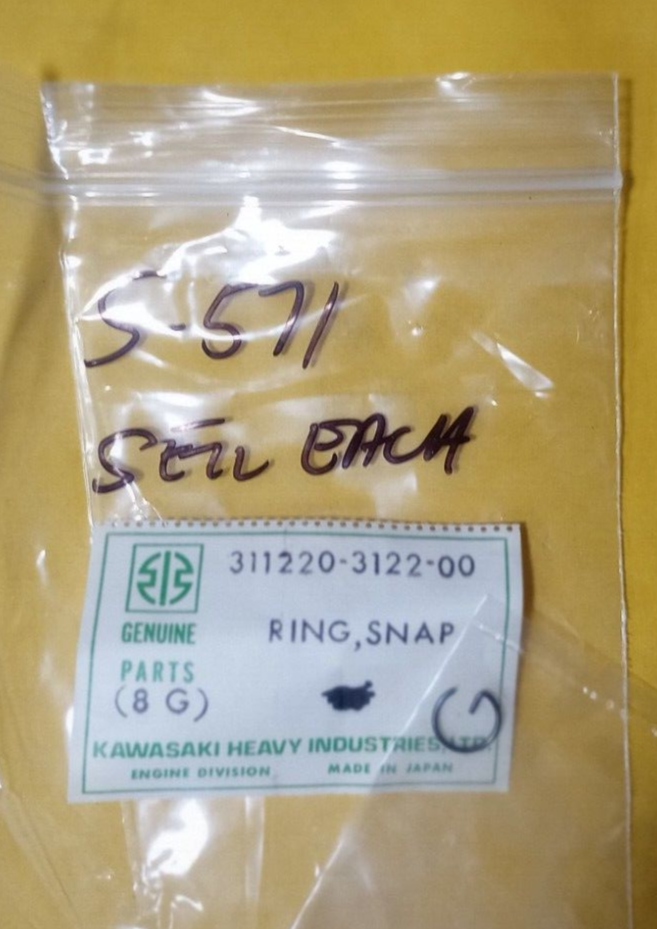 S-571
SELL EACH
311220-3122-00
GENUINE
RING,SNAP
PARTS
(8 G)
G
KAWASAKI HEAVY INDUSTRIES,LTD.
ENGINE DIVISION MADE IN JAPAN